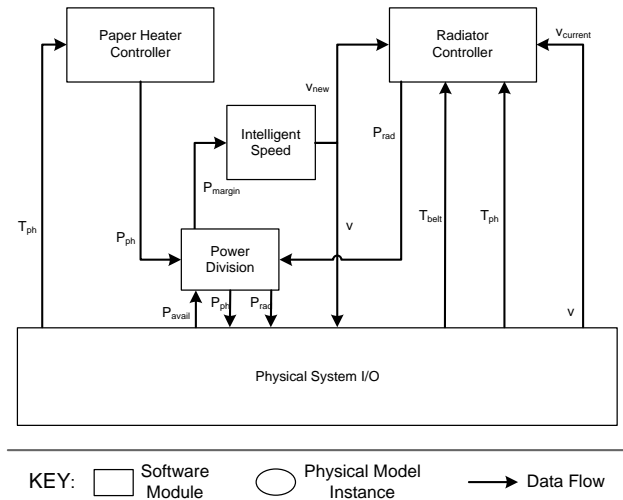 Paper Heater
Controller
Radiator
Controller
v_current
v_new
Intelligent
Speed
P_rad
P_margin
T_ph
P_ph
v
T_belt
T_ph
Power
Division
P_avail
P_ph
P_rad
v
Physical System I/O
KEY:
Software
Module
Physical Model
Instance
Data Flow